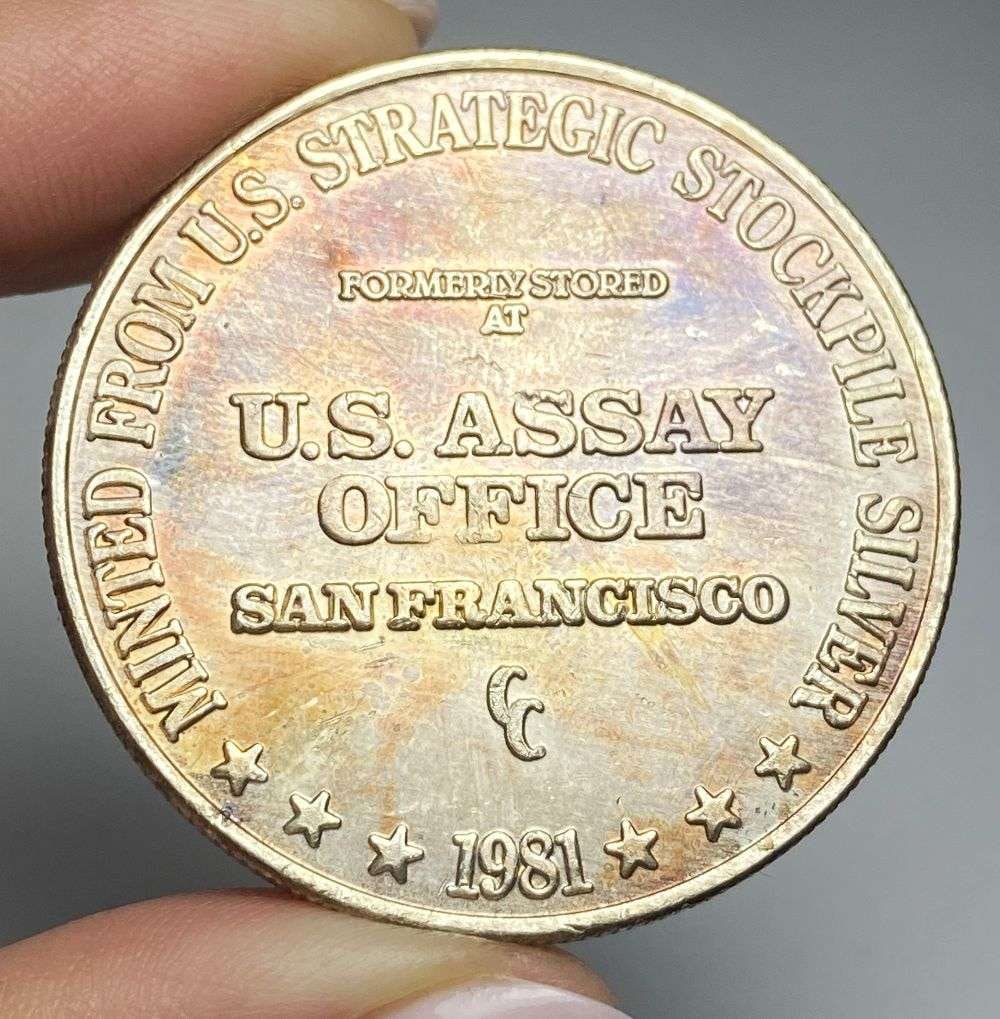 MINTED FROM U.S. STRATEGIC STOCKPILE SILVER
FORMERLY STORED
AT
U.S. ASSAY
OFFICE
SAN FRANCISCO
CC
1981